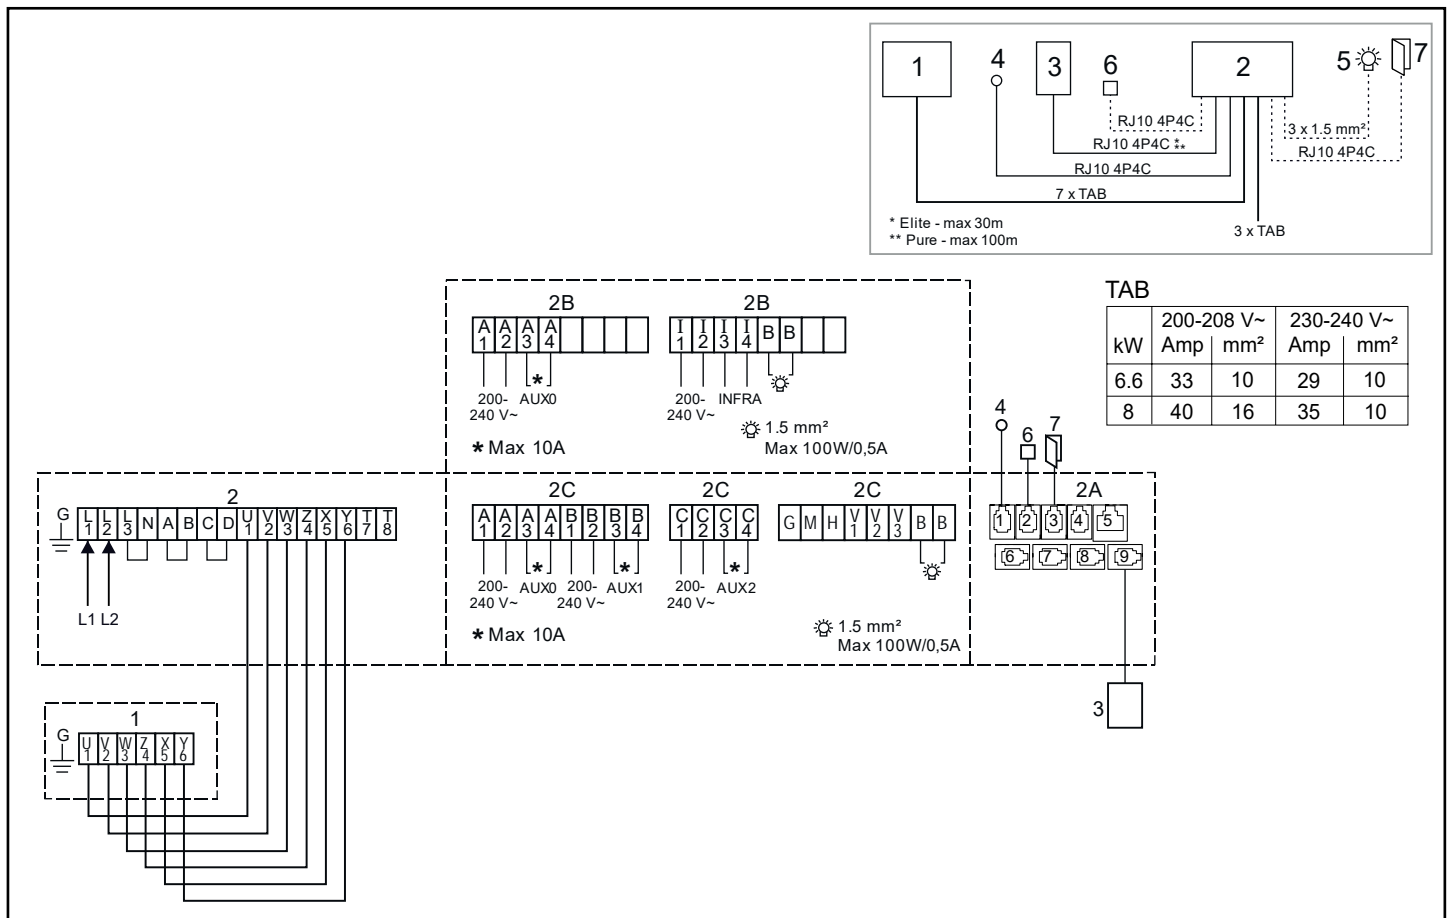 1 4 3 6 2 5 7
RJ10 4P4C
3 x 1.5 mm²
RJ10 4P4C *
**
RJ10 4P4C
RJ10 4P4C
7 x TAB
3 x TAB
* Elite - max 30m
** Pure - max 100m
TAB
200-208 V~ 230-240 V~
kW Amp mm² Amp mm²
6.6 33 10 29 10
8 40 16 35 10
2B
A1 A2 A3 A4
*
200-240 V~
AUX0
* Max 10A
2B
I1 I2 I3 I4 B B
200-240 V~
INFRA
1.5 mm²
Max 100W/0,5A
2
G L1 L2 L3 N A B C D U1 V2 W3 Z4 X5 Y6 T7 T8
L1 L2
2C
A1 A2 A3 A4 B1 B2 B3 B4
* *
200-240 V~
AUX0
200-240 V~
AUX1
* Max 10A
2C
C1 C2 C3 C4
*
200-240 V~
AUX2
2C
G M H V1 V2 V3 B B
1.5 mm²
Max 100W/0,5A
4
6
7
2A
1 2 3 4 5
6 7 8 9
3
1
G U1 V2 W3 Z4 X5 Y6